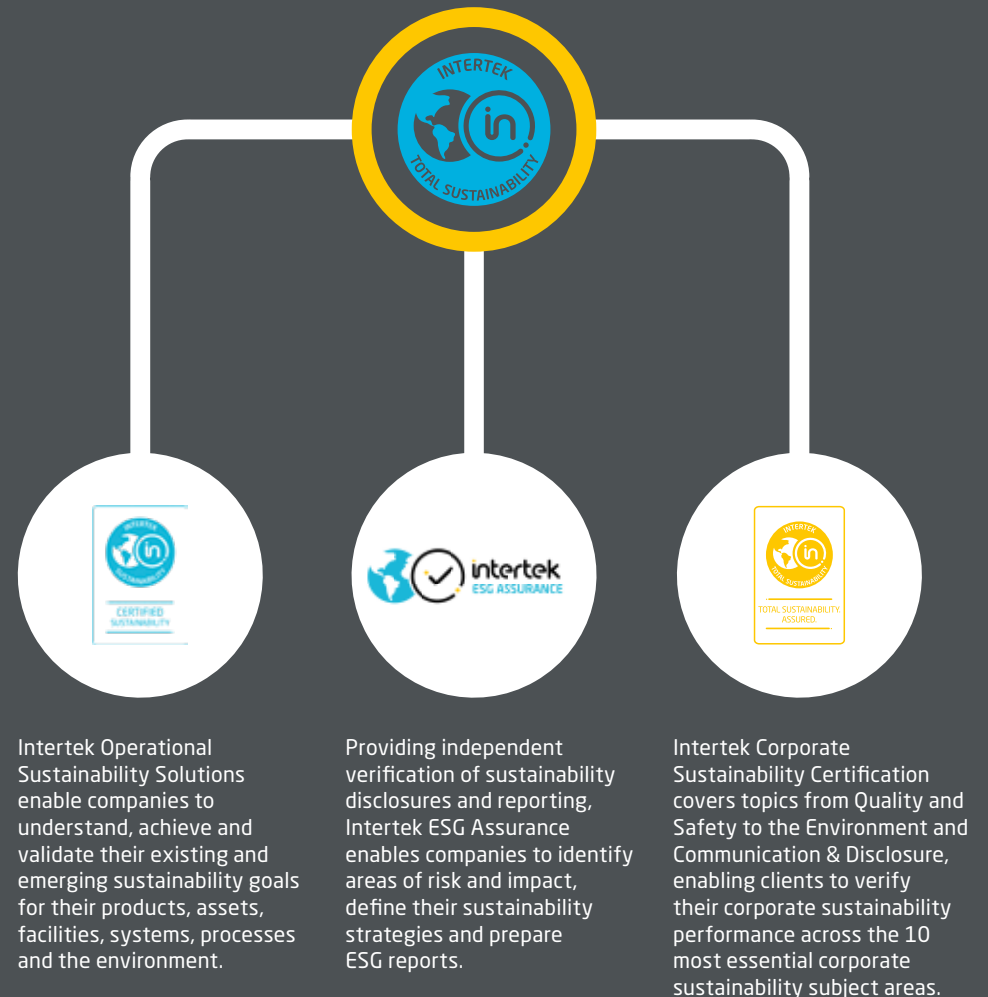 INTERTEK
in
TOTAL SUSTAINABILITY
INTERTEK
in
SUSTAINABILITY
CERTIFIED
SUSTAINABILITY
intertek
ESG ASSURANCE
INTERTEK
in
TOTAL SUSTAINABILITY
TOTAL SUSTAINABILITY
ASSURED.
Intertek Operational
Sustainability Solutions
enable companies to
understand, achieve and
validate their existing and
emerging sustainability goals
for their products, assets,
facilities, systems, processes
and the environment.
Providing independent
verification of sustainability
disclosures and reporting,
Intertek ESG Assurance
enables companies to identify
areas of risk and impact,
define their sustainability
strategies and prepare
ESG reports.
Intertek Corporate
Sustainability Certification
covers topics from Quality and
Safety to the Environment and
Communication & Disclosure,
enabling clients to verify
their corporate sustainability
performance across the 10
most essential corporate
sustainability subject areas.